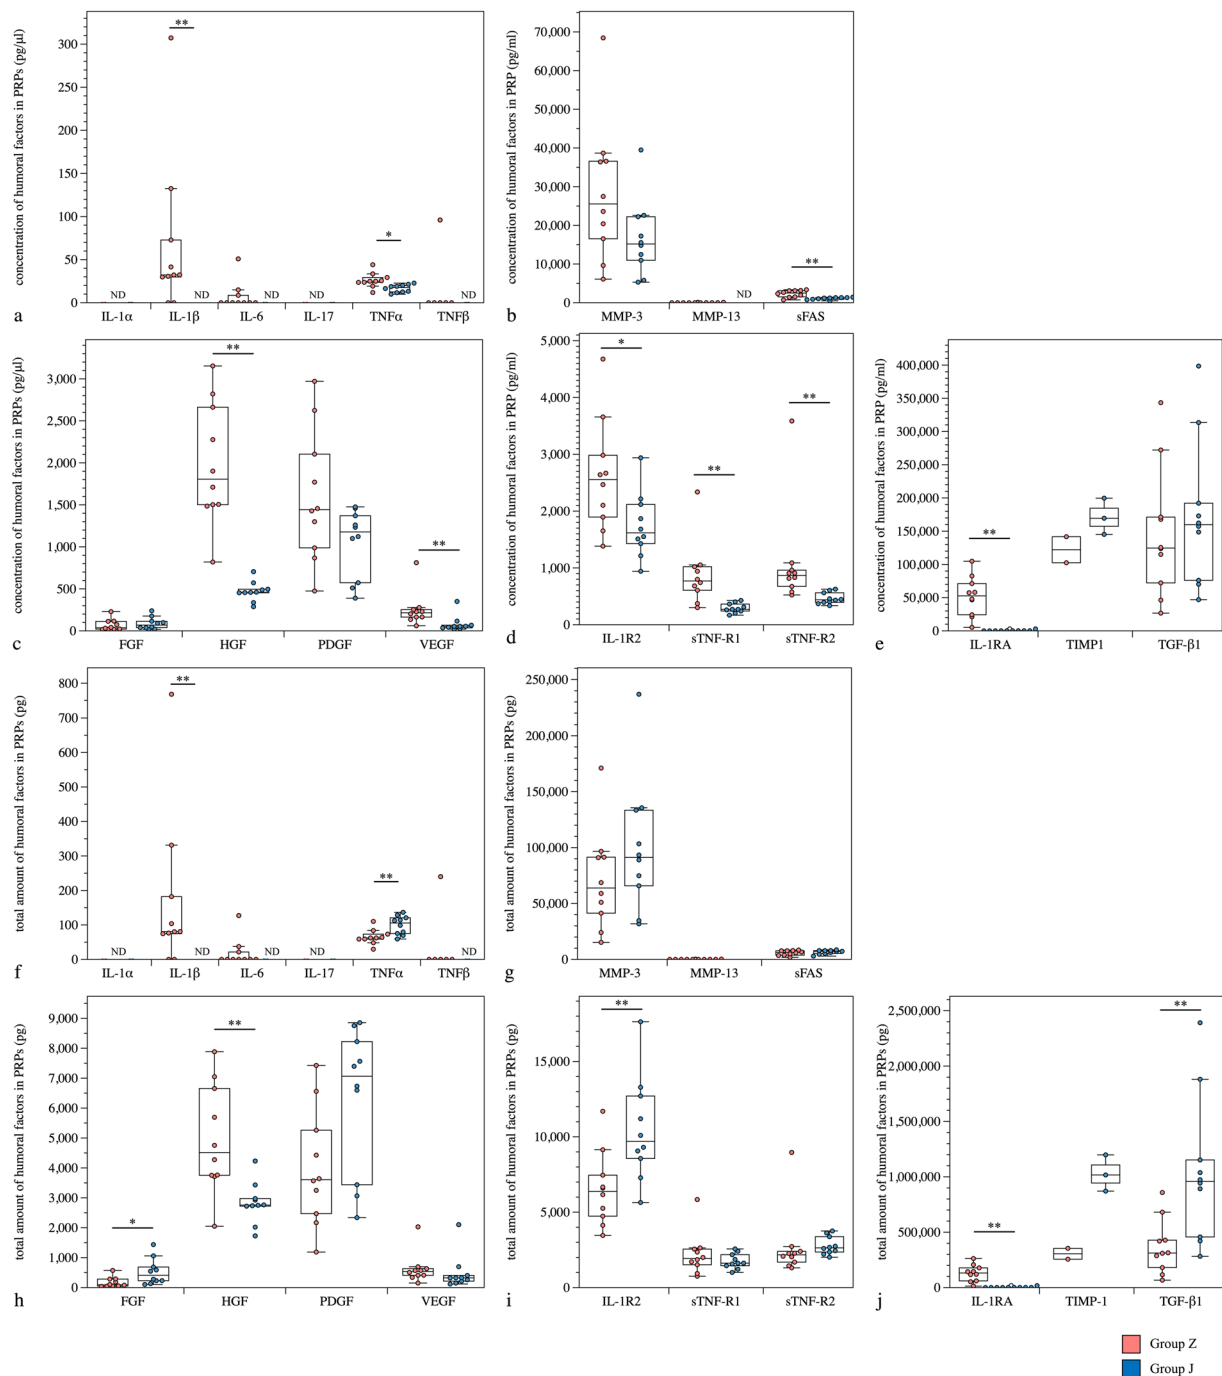 concentration of humoral factors in PRPs (pg/μl)
300
250
200
150
100
50
0
**
*
ND
ND
ND
ND
ND
IL-1α
IL-1β
IL-6
IL-17
TNFα
TNFβ
a
concentration of humoral factors in PRP (pg/ml)
70,000
60,000
50,000
40,000
30,000
20,000
10,000
0
ND
**
MMP-3
MMP-13
sFAS
b
concentration of humoral factors in PRPs (pg/μl)
3,000
2,500
2,000
1,500
1,000
500
0
**
**
FGF
HGF
PDGF
VEGF
c
concentration of humoral factors in PRP (pg/ml)
5,000
4,000
3,000
2,000
1,000
0
*
**
**
IL-1R2
sTNF-R1
sTNF-R2
d
concentration of humoral factors in PRP (pg/ml)
400,000
350,000
300,000
250,000
200,000
150,000
100,000
50,000
0
**
IL-1RA
TIMP1
TGF-β1
e
total amount of humoral factors in PRPs (pg)
800
700
600
500
400
300
200
100
0
**
**
ND
ND
ND
ND
ND
IL-1α
IL-1β
IL-6
IL-17
TNFα
TNFβ
f
total amount of humoral factors in PRPs (pg)
250,000
200,000
150,000
100,000
50,000
0
MMP-3
MMP-13
sFAS
g
total amount of humoral factors in PRPs (pg)
9,000
8,000
7,000
6,000
5,000
4,000
3,000
2,000
1,000
0
*
**
FGF
HGF
PDGF
VEGF
h
total amount of humoral factors in PRPs (pg)
15,000
10,000
5,000
0
**
IL-1R2
sTNF-R1
sTNF-R2
i
total amount of humoral factors in PRPs (pg)
2,500,000
2,000,000
1,500,000
1,000,000
500,000
0
**
**
IL-1RA
TIMP-1
TGF-β1
j
Group Z
Group J